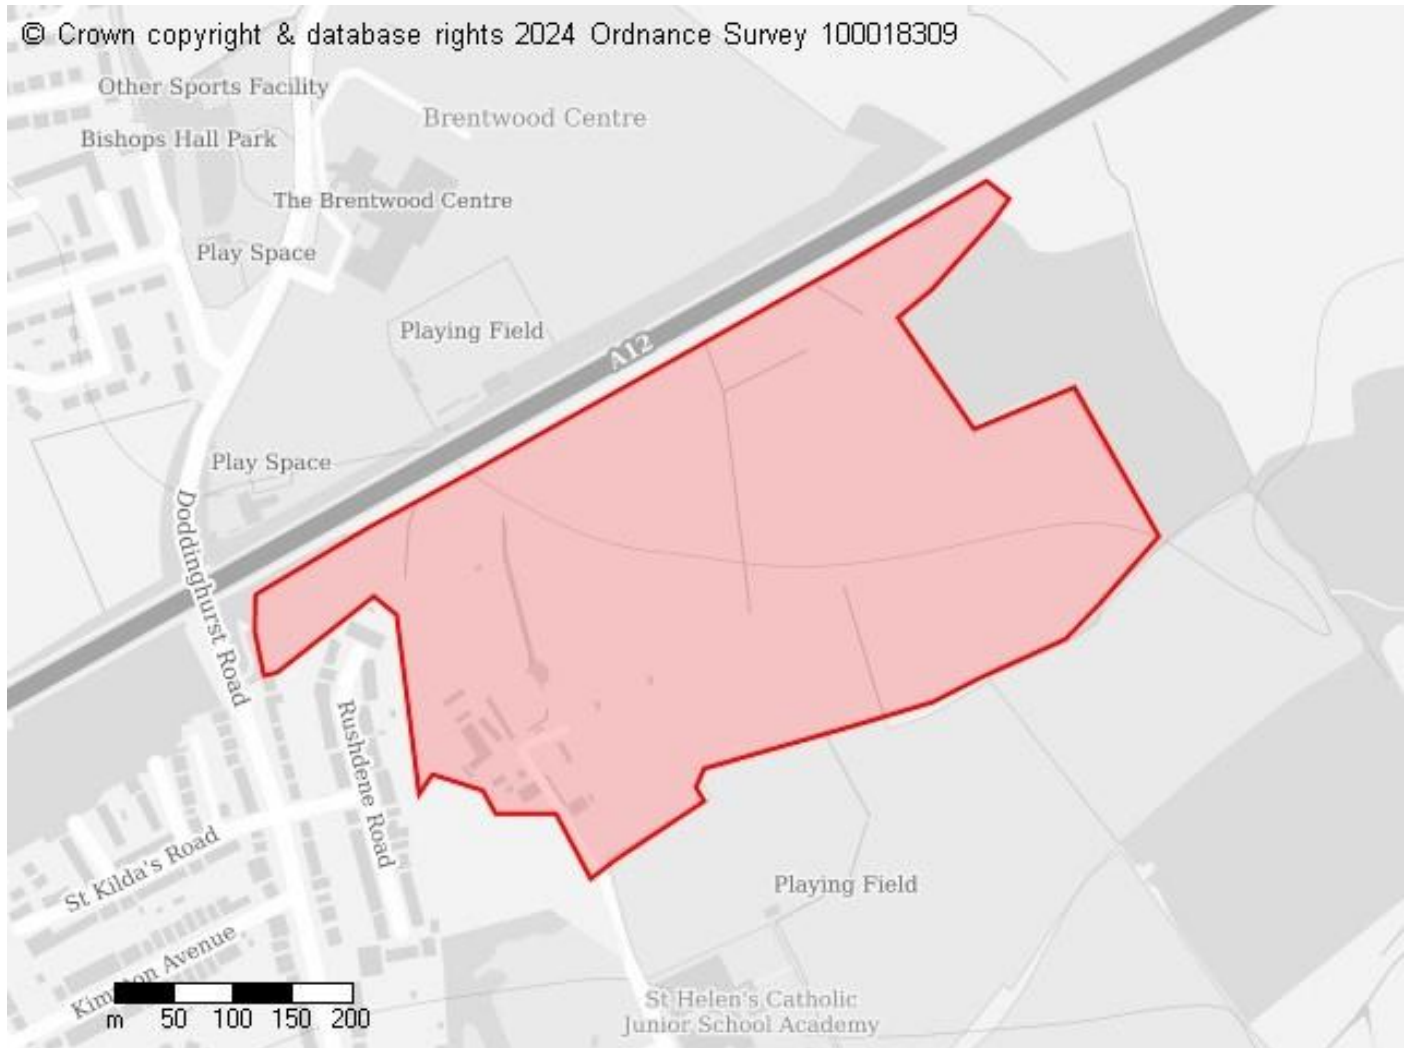 © Crown copyright & database rights 2024 Ordnance Survey 100018309
Other Sports Facility
Brentwood Centre
Bishops Hall Park
The Brentwood Centre
Play Space
Playing Field
A12
Play Space
Doddinghurst Road
Rushdene Road
St Kilda's Road
Playing Field
Avenue
St Helen's Catholic
Junior School Academy
m 50 100 150 200